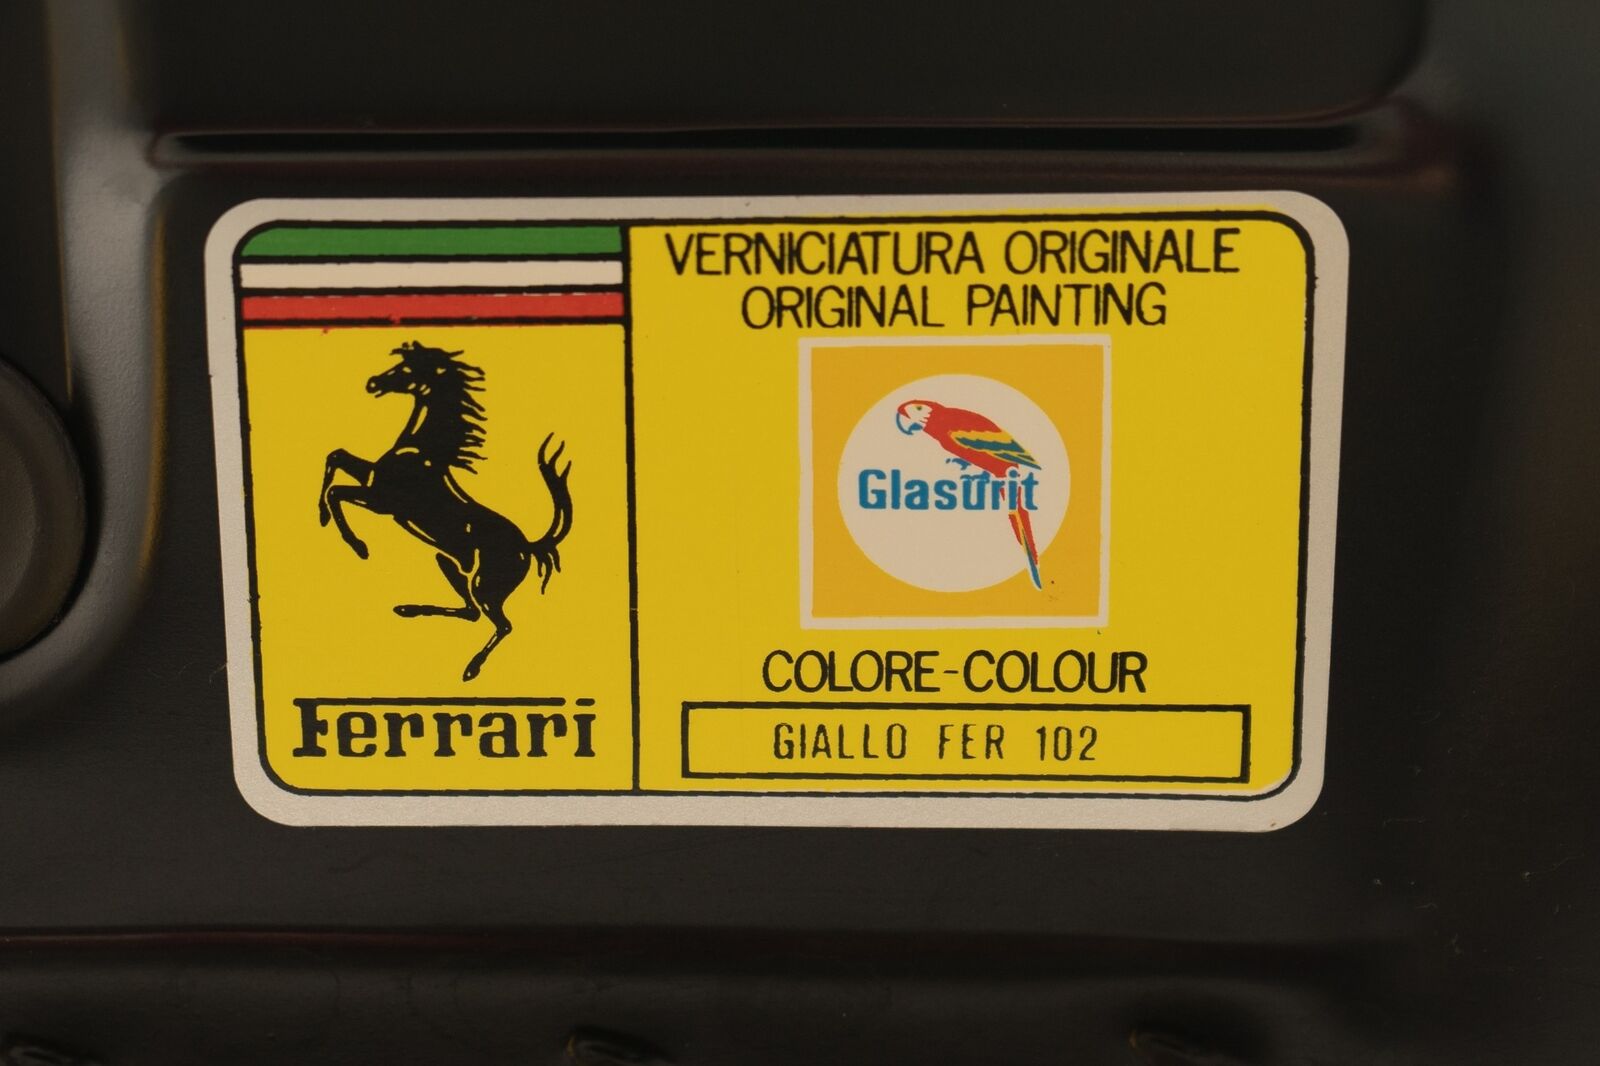 VERNICIATURA ORIGINALE
ORIGINAL PAINTING
Glasurit
COLORE-COLOUR
GIALLO FER 102
Ferrari